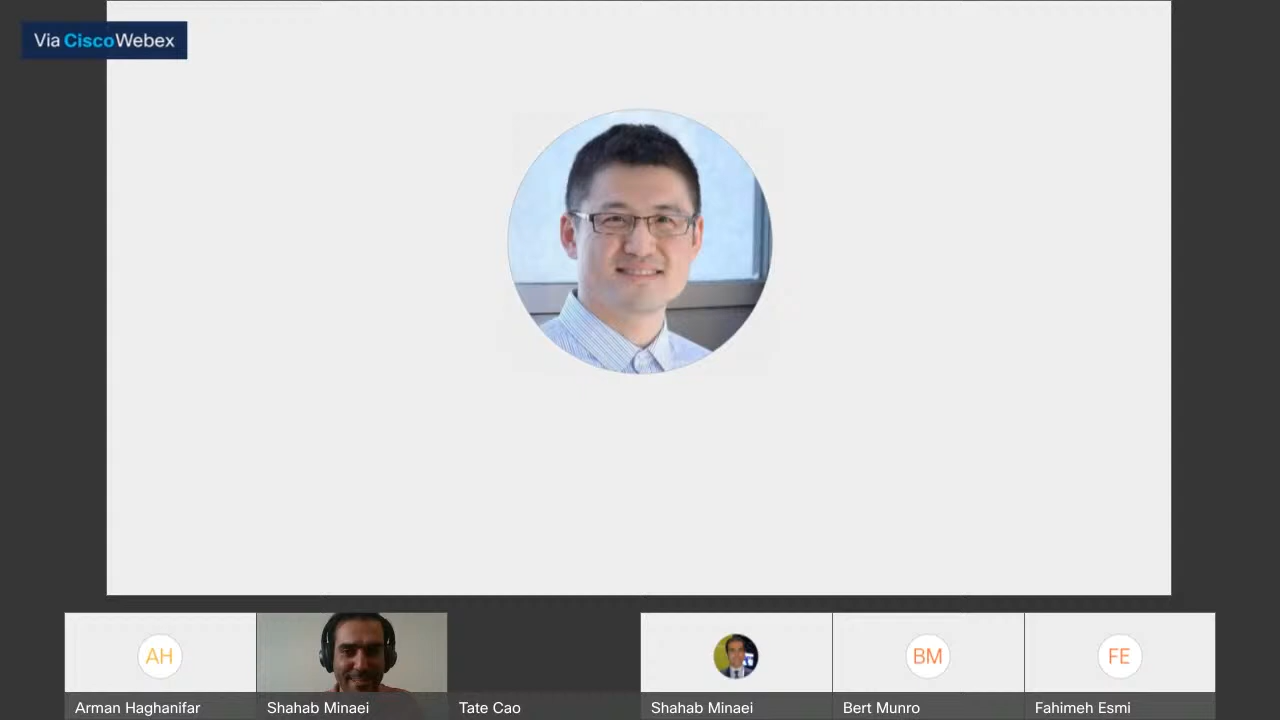 Via CiscoWebex
AH
BM
FE
Arman Haghanifar
Shahab Minaei
Tate Cao
Shahab Minaei
Bert Munro
Fahimeh Esmi